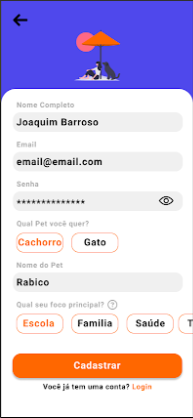 Nome Completo
Joaquim Barroso
Email
email@email.com
Senha
**************
Qual Pet você quer?
Cachorro Gato
Nome do Pet
Rabico
Qual seu foco principal? ?
Escola Familia Saúde T
Cadastrar
Você já tem uma conta? Login